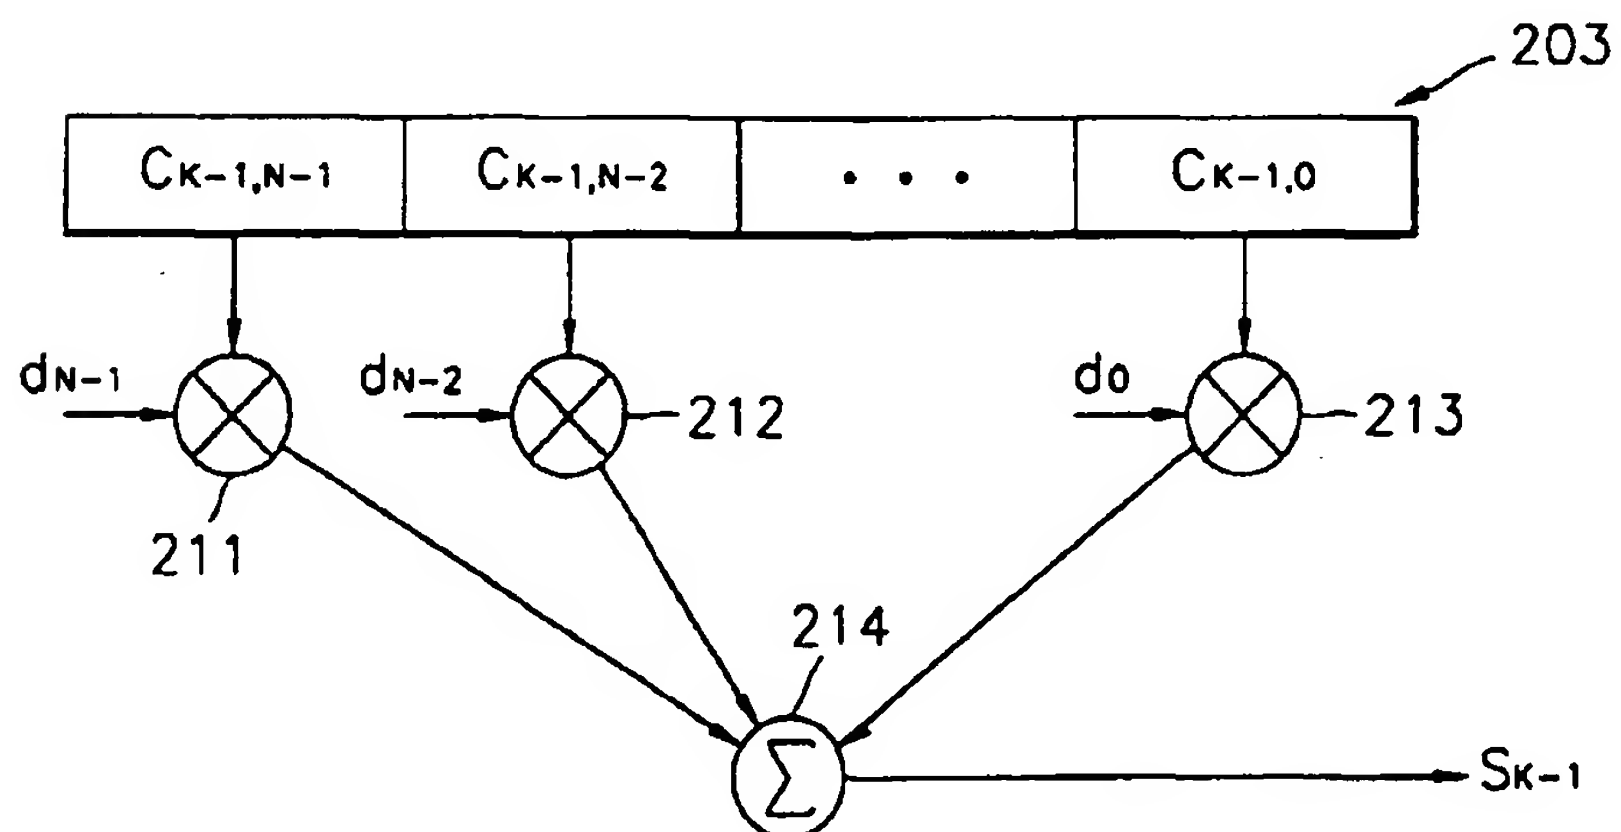 203
CK-1,N-1 CK-1,N-2 • • • CK-1,0
dN-1 dN-2 212 d0 213
211
214
Σ
SK-1